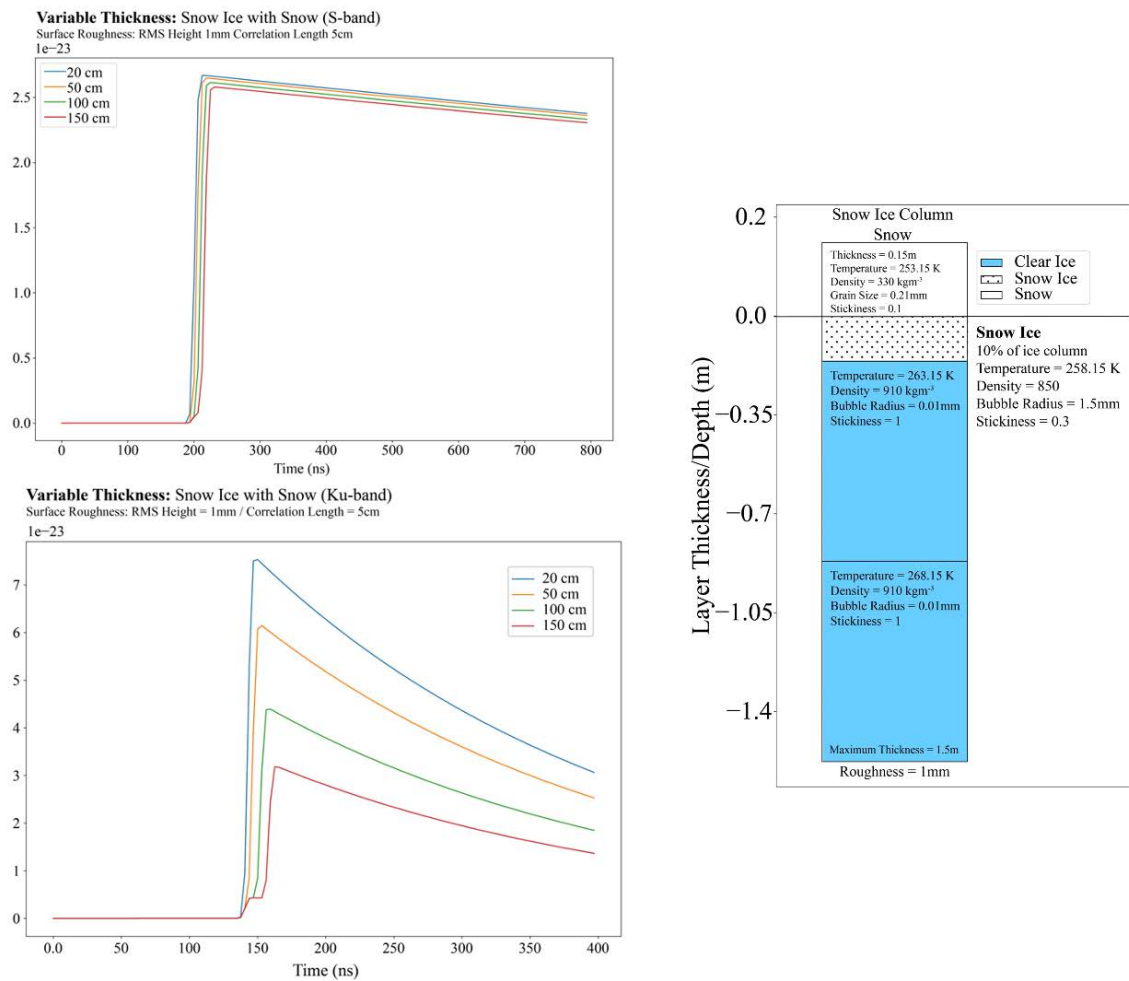 Variable Thickness: Snow Ice with Snow (S-band)
Surface Roughness: RMS Height 1mm Correlation Length 5cm
1e−23
20 cm
50 cm
100 cm
150 cm
2.5
2.0
1.5
1.0
0.5
0.0
0 100 200 300 400 500 600 700 800
Time (ns)
Variable Thickness: Snow Ice with Snow (Ku-band)
Surface Roughness: RMS Height = 1mm / Correlation Length = 5cm
1e−23
20 cm
50 cm
100 cm
150 cm
7
6
5
4
3
2
1
0
0.0 50 100 150 200 250 300 350 400
Time (ns)
Layer Thickness/Depth (m)
0.2
0.0
−0.35
−0.7
−1.05
−1.4
Snow Ice Column
Snow
Thickness = 0.15m
Temperature = 253.15 K
Density = 330 kgm⁻³
Grain Size = 0.21mm
Stickiness = 0.1
Clear Ice
Snow Ice
Snow
Snow Ice
10% of ice column
Temperature = 258.15 K
Density = 850
Bubble Radius = 1.5mm
Stickiness = 0.3
Temperature = 263.15 K
Density = 910 kgm⁻³
Bubble Radius = 0.01mm
Stickiness = 1
Temperature = 268.15 K
Density = 910 kgm⁻³
Bubble Radius = 0.01mm
Stickiness = 1
Maximum Thickness = 1.5m
Roughness = 1mm